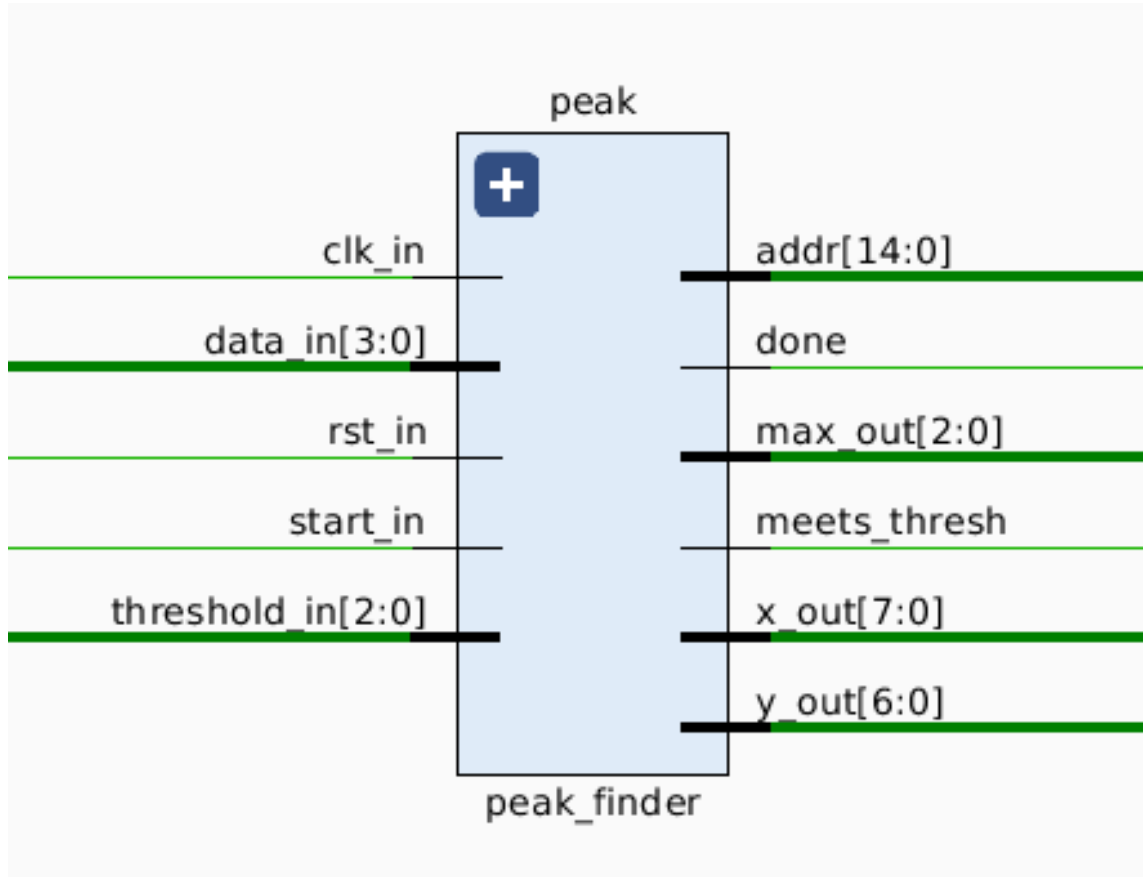 peak
clk_in
addr[14:0]
data_in[3:0]
done
rst_in
max_out[2:0]
start_in
meets_thresh
threshold_in[2:0]
x_out[7:0]
y_out[6:0]
peak_finder